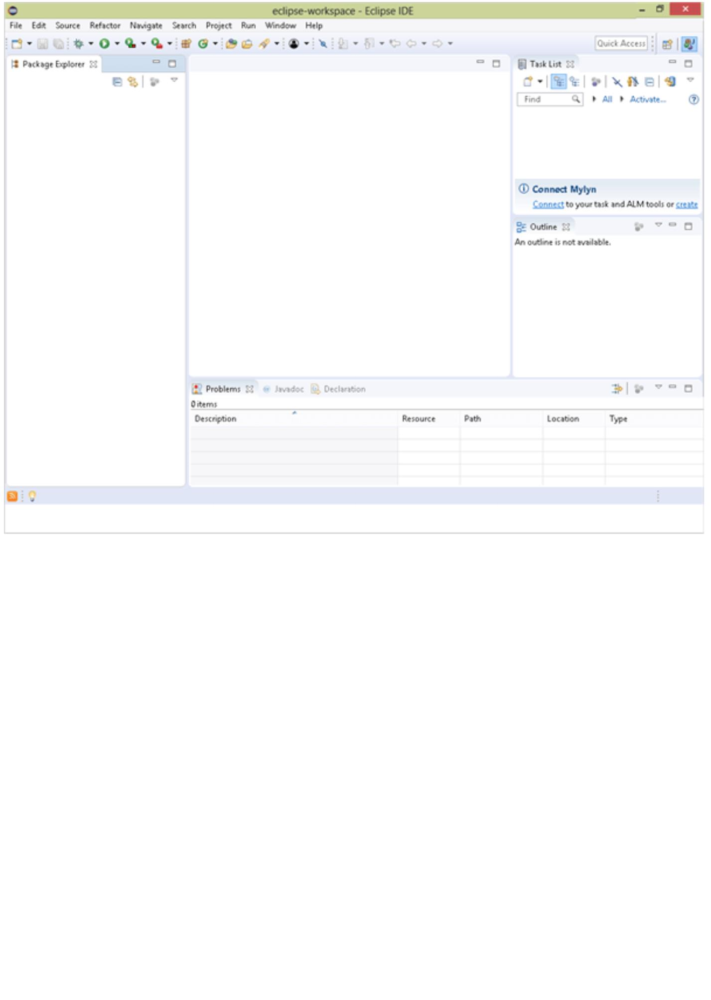 eclipse-workspace - Eclipse IDE
File Edit Source Refactor Navigate Search Project Run Window Help
Quick Access
Package Explorer
Task List
Find All Activate...
Connect Mylyn
Connect to your task and ALM tools or create
Outline
An outline is not available.
Problems Javadoc Declaration
0 items
Description Resource Path Location Type